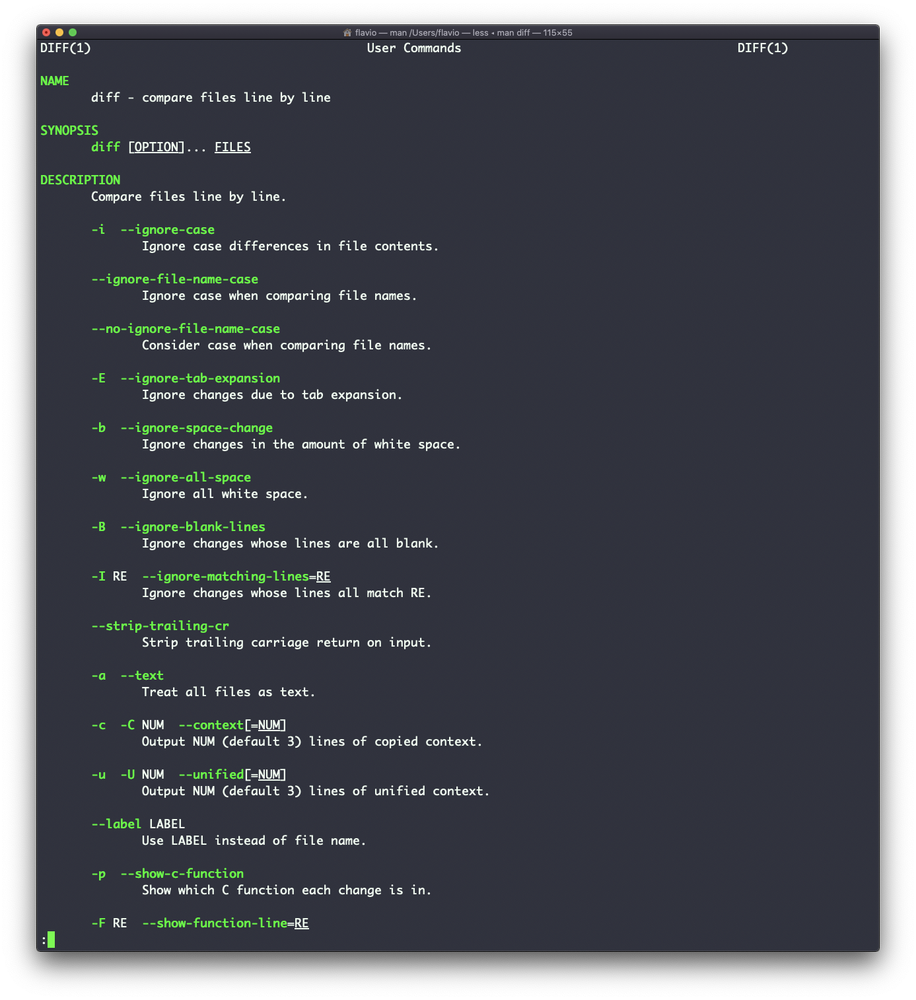 flavio — man /Users/flavio — less ◂ man diff — 115×55
DIFF(1) User Commands DIFF(1)
NAME
diff - compare files line by line
SYNOPSIS
diff [OPTION]... FILES
DESCRIPTION
Compare files line by line.
-i --ignore-case
Ignore case differences in file contents.
--ignore-file-name-case
Ignore case when comparing file names.
--no-ignore-file-name-case
Consider case when comparing file names.
-E --ignore-tab-expansion
Ignore changes due to tab expansion.
-b --ignore-space-change
Ignore changes in the amount of white space.
-w --ignore-all-space
Ignore all white space.
-B --ignore-blank-lines
Ignore changes whose lines are all blank.
-I RE --ignore-matching-lines=RE
Ignore changes whose lines all match RE.
--strip-trailing-cr
Strip trailing carriage return on input.
-a --text
Treat all files as text.
-c -C NUM --context[=NUM]
Output NUM (default 3) lines of copied context.
-u -U NUM --unified[=NUM]
Output NUM (default 3) lines of unified context.
--label LABEL
Use LABEL instead of file name.
-p --show-c-function
Show which C function each change is in.
-F RE --show-function-line=RE
: